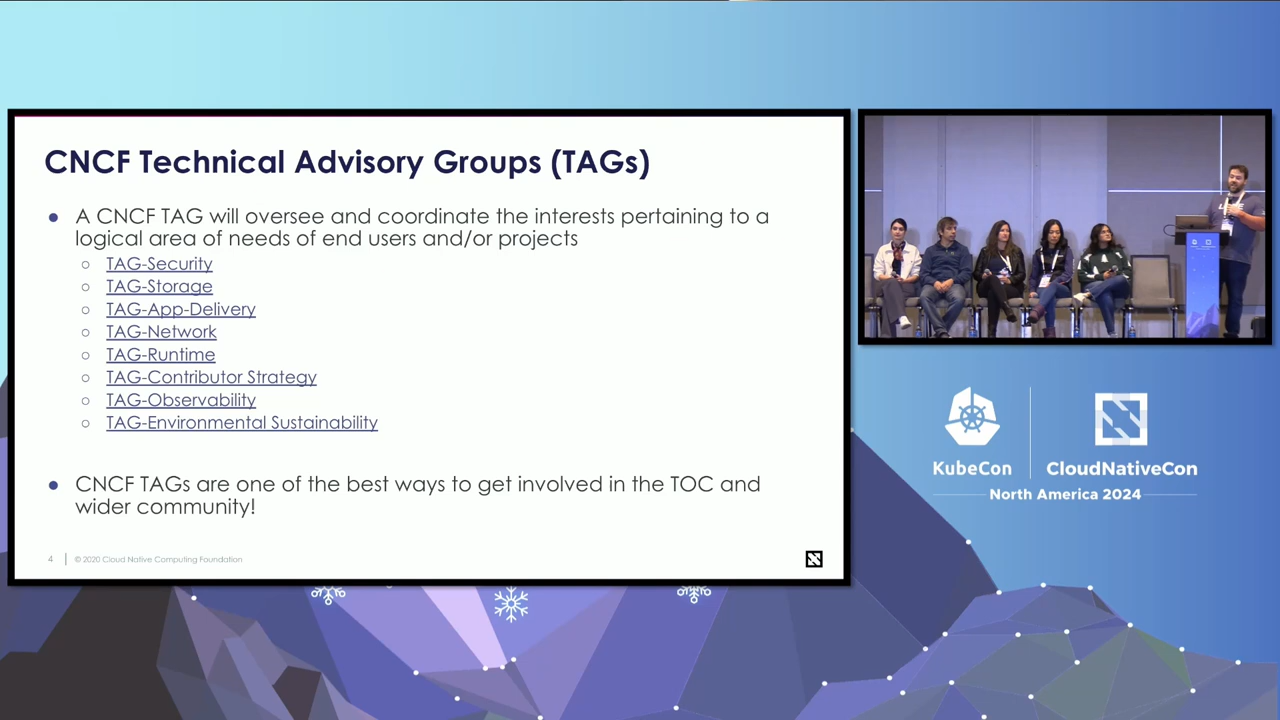 CNCF Technical Advisory Groups (TAGs)
● A CNCF TAG will oversee and coordinate the interests pertaining to a
logical area of needs of end users and/or projects
○ TAG-Security
○ TAG-Storage
○ TAG-App-Delivery
○ TAG-Network
○ TAG-Runtime
○ TAG-Contributor Strategy
○ TAG-Observability
○ TAG-Environmental Sustainability
● CNCF TAGs are one of the best ways to get involved in the TOC and
wider community!
4 | © 2020 Cloud Native Computing Foundation
KubeCon
CloudNativeCon
North America 2024